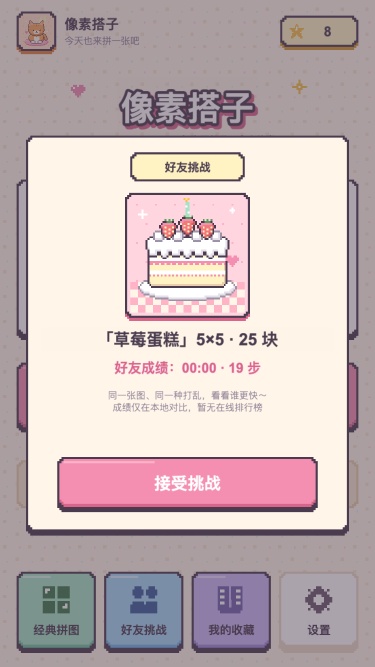 像素搭子
今天也来拼一张吧
8
像素搭子
好友挑战
「草莓蛋糕」5×5 · 25 块
好友成绩：00:00 · 19 步
同一张图、同一种打乱，看看谁更快～
成绩仅在本地对比，暂无在线排行榜
接受挑战
经典拼图
好友挑战
我的收藏
设置